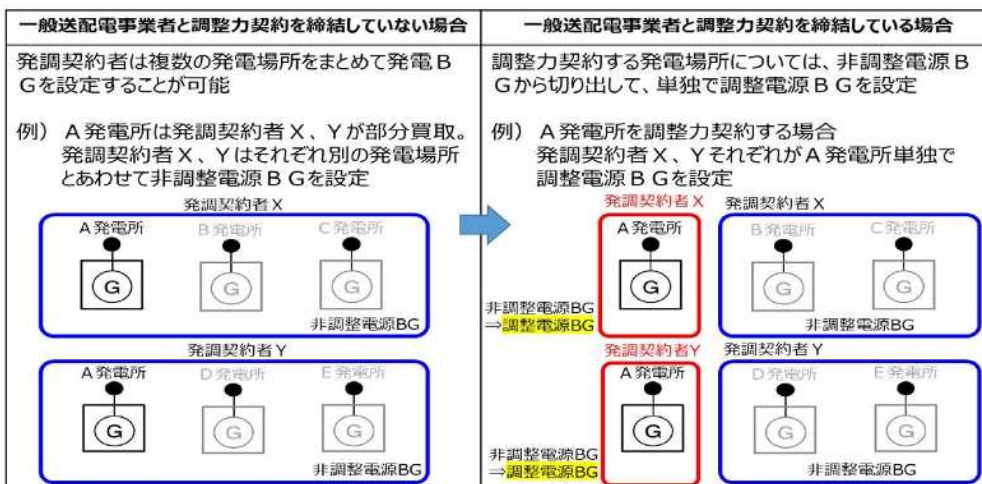 一般送配電事業者と調整力契約を締結していない場合
発調契約者は複数の発電場所をまとめて発電B
Gを設定することが可能
例） A発電所は発調契約者X、Yが部分買取。
発調契約者X、Yはそれぞれ別の発電場所
とあわせて非調整電源BGを設定
発調契約者X
A発電所
B発電所
C発電所
G
G
G
非調整電源BG
発調契約者Y
A発電所
D発電所
E発電所
G
G
G
非調整電源BG
一般送配電事業者と調整力契約を締結している場合
調整力契約する発電場所については、非調整電源B
Gから切り出して、単独で調整電源BGを設定
例） A発電所を調整力契約する場合
発調契約者X、YそれぞれがA発電所単独で
調整電源BGを設定
発調契約者X
発調契約者X
A発電所
B発電所
C発電所
G
G
G
非調整電源BG
⇒調整電源BG
非調整電源BG
発調契約者Y
発調契約者Y
A発電所
D発電所
E発電所
G
G
G
非調整電源BG
⇒調整電源BG
非調整電源BG